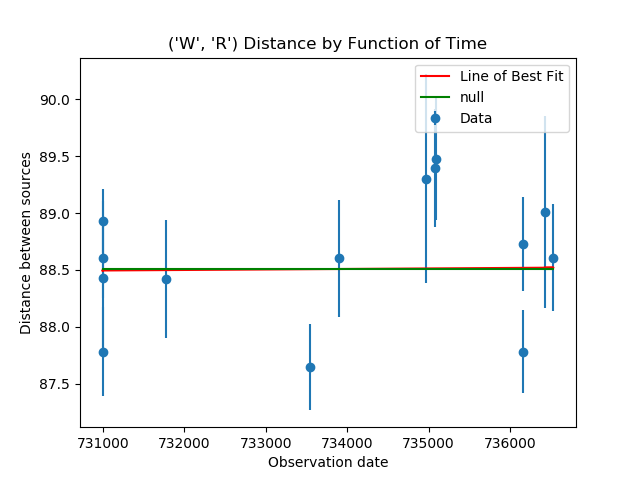 ('W', 'R') Distance by Function of Time
Line of Best Fit
null
Data
90.0
89.5
89.0
88.5
88.0
87.5
Distance between sources
731000 732000 733000 734000 735000 736000
Observation date